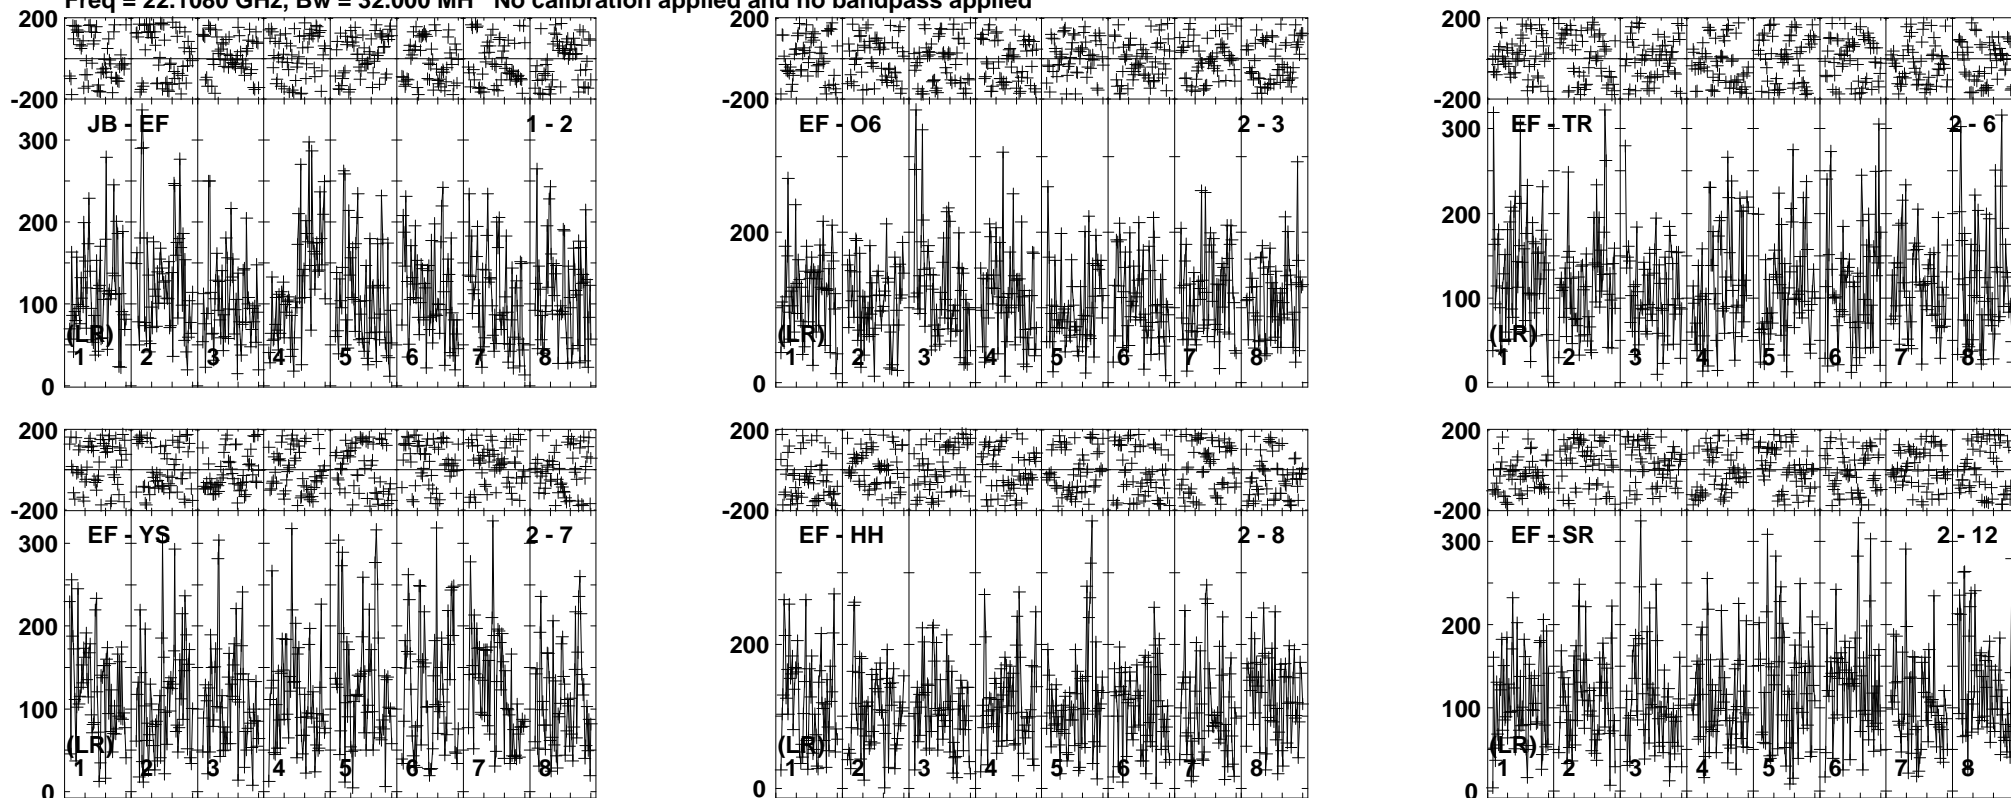 Freq = 22.1080 GHz, Bw = 32.000 MH No calibration applied and no bandpass applied
200
-200
JB - EF 1 - 2
300
200
100
0
(LR)
1 2 3 4 5 6 7 8
200
-200
EF - O6 2 - 3
200
0
(LR)
1 2 3 4 5 6 7 8
200
-200
EF - TR 2 - 6
300
200
100
0
(LR)
1 2 3 4 5 6 7 8
200
-200
EF - YS 2 - 7
300
200
100
0
(LR)
1 2 3 4 5 6 7 8
200
-200
EF - HH 2 - 8
200
0
(LR)
1 2 3 4 5 6 7 8
200
-200
EF - SR 2 - 12
300
200
100
0
(LR)
1 2 3 4 5 6 7 8